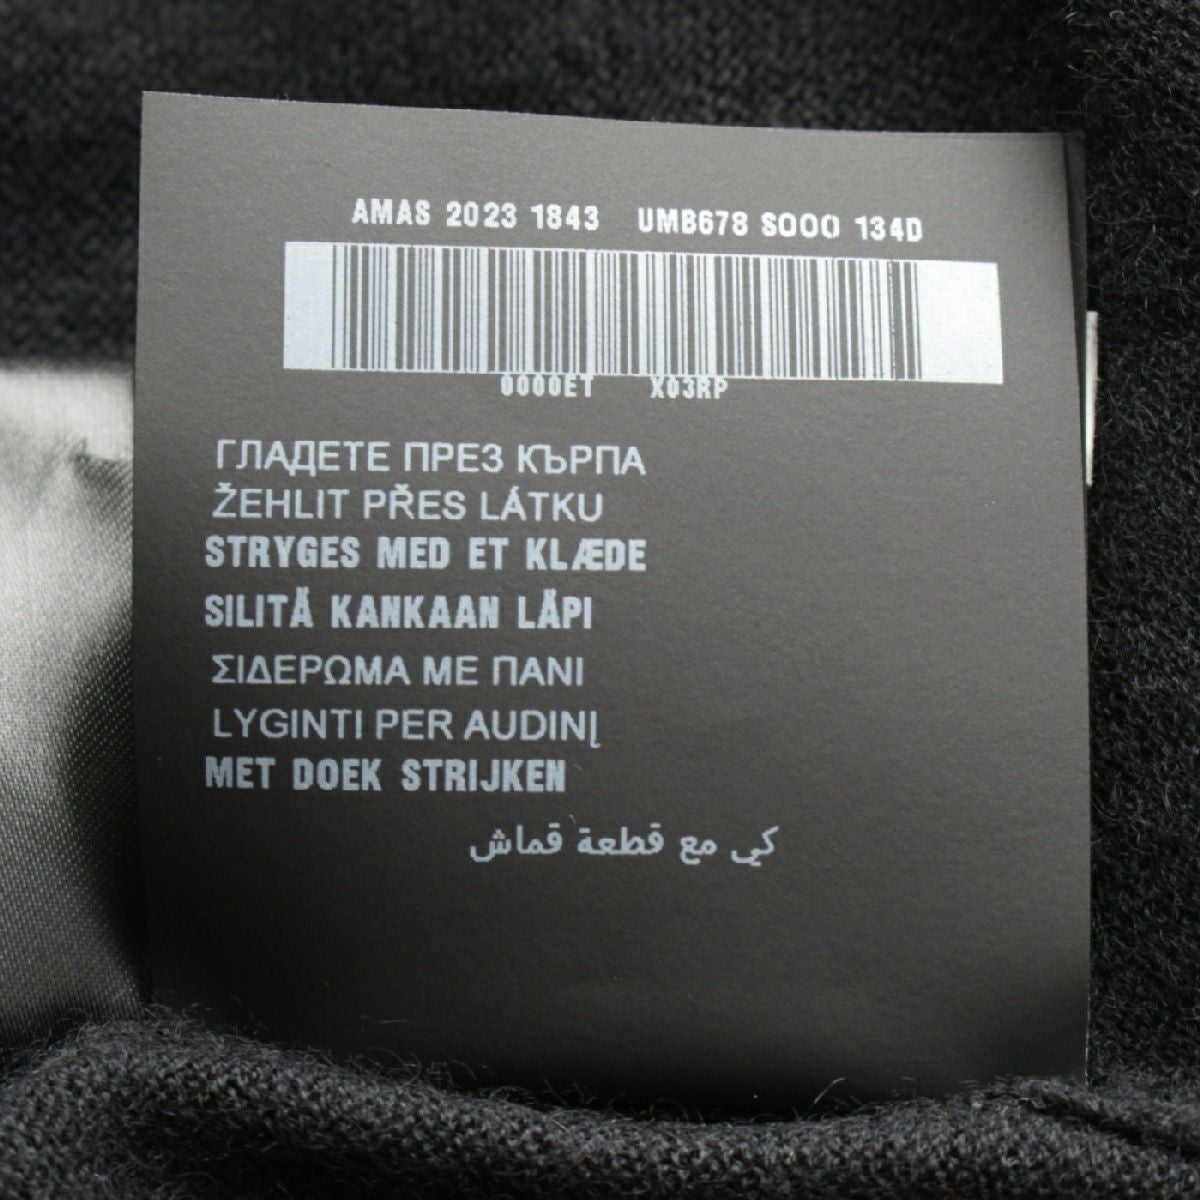 AMAS 2023 1843 UMB678 S000 134D
0000ET X03RP
ГЛАДЕТЕ ПРЕЗ КЪРПА
ŽEHLIT PŘES LÁTKU
STRYGES MED ET KLÆDE
SILITÄ KANKAAN LÄPI
ΣΙΔΕΡΩΜΑ ΜΕ ΠΑΝΙ
LYGINTI PER AUDINĮ
MET DOEK STRIJKEN
كي مع قطعة قماش